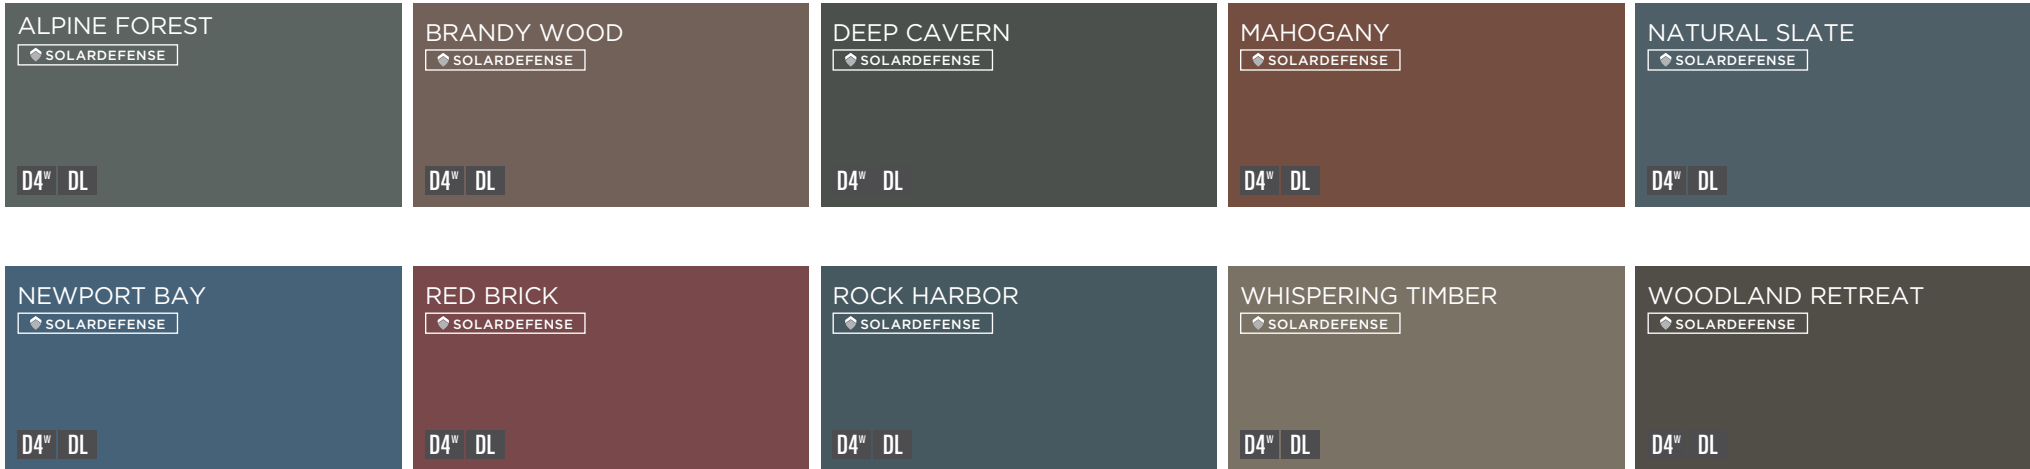 ALPINE FOREST
SOLARDEFENSE
D4W DL
BRANDY WOOD
SOLARDEFENSE
D4W DL
DEEP CAVERN
SOLARDEFENSE
D4W DL
MAHOGANY
SOLARDEFENSE
D4W DL
NATURAL SLATE
SOLARDEFENSE
D4W DL
NEWPORT BAY
SOLARDEFENSE
D4W DL
RED BRICK
SOLARDEFENSE
D4W DL
ROCK HARBOR
SOLARDEFENSE
D4W DL
WHISPERING TIMBER
SOLARDEFENSE
D4W DL
WOODLAND RETREAT
SOLARDEFENSE
D4W DL